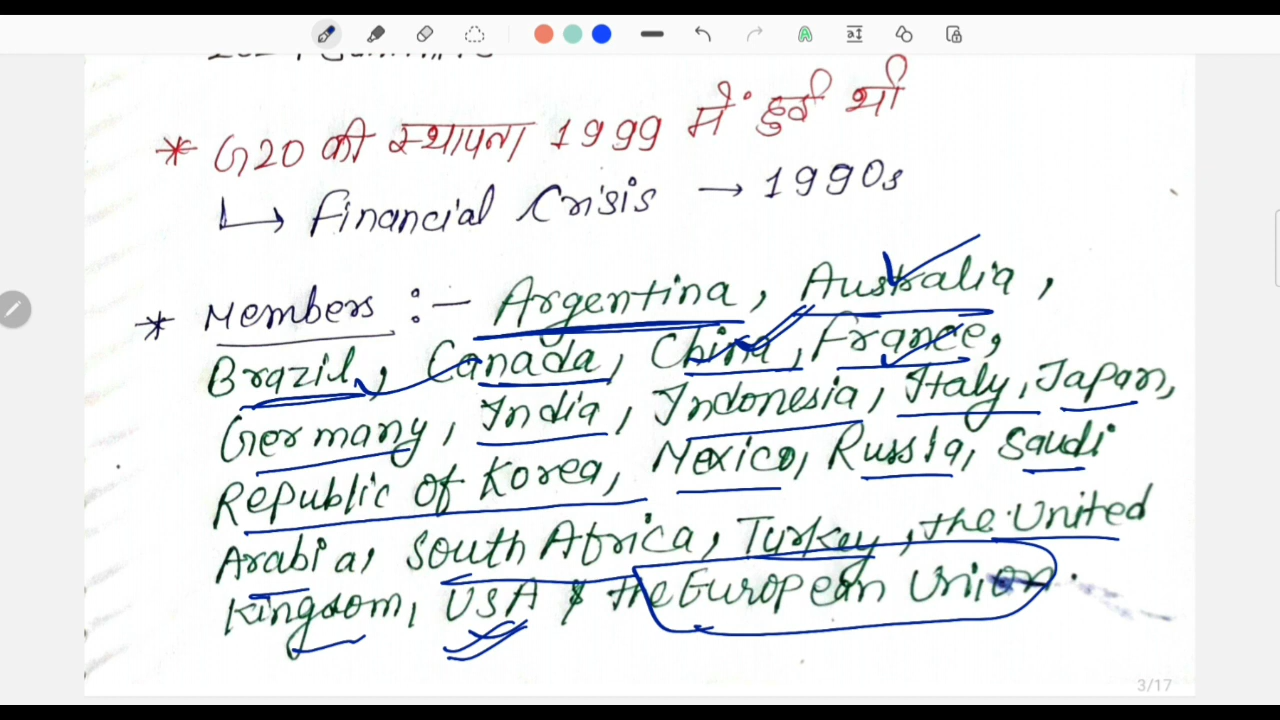 * G20 की स्थापना 1999 में हुई थी
↳ Financial Crisis → 1990s
* Members :- Argentina, Australia,
Brazil, Canada, China, France,
Germany, India, Indonesia, Italy, Japan,
Republic of Korea, Mexico, Russia, Saudi
Arabia, South Africa, Turkey, the United
Kingdom, USA & the European Union.
3/17